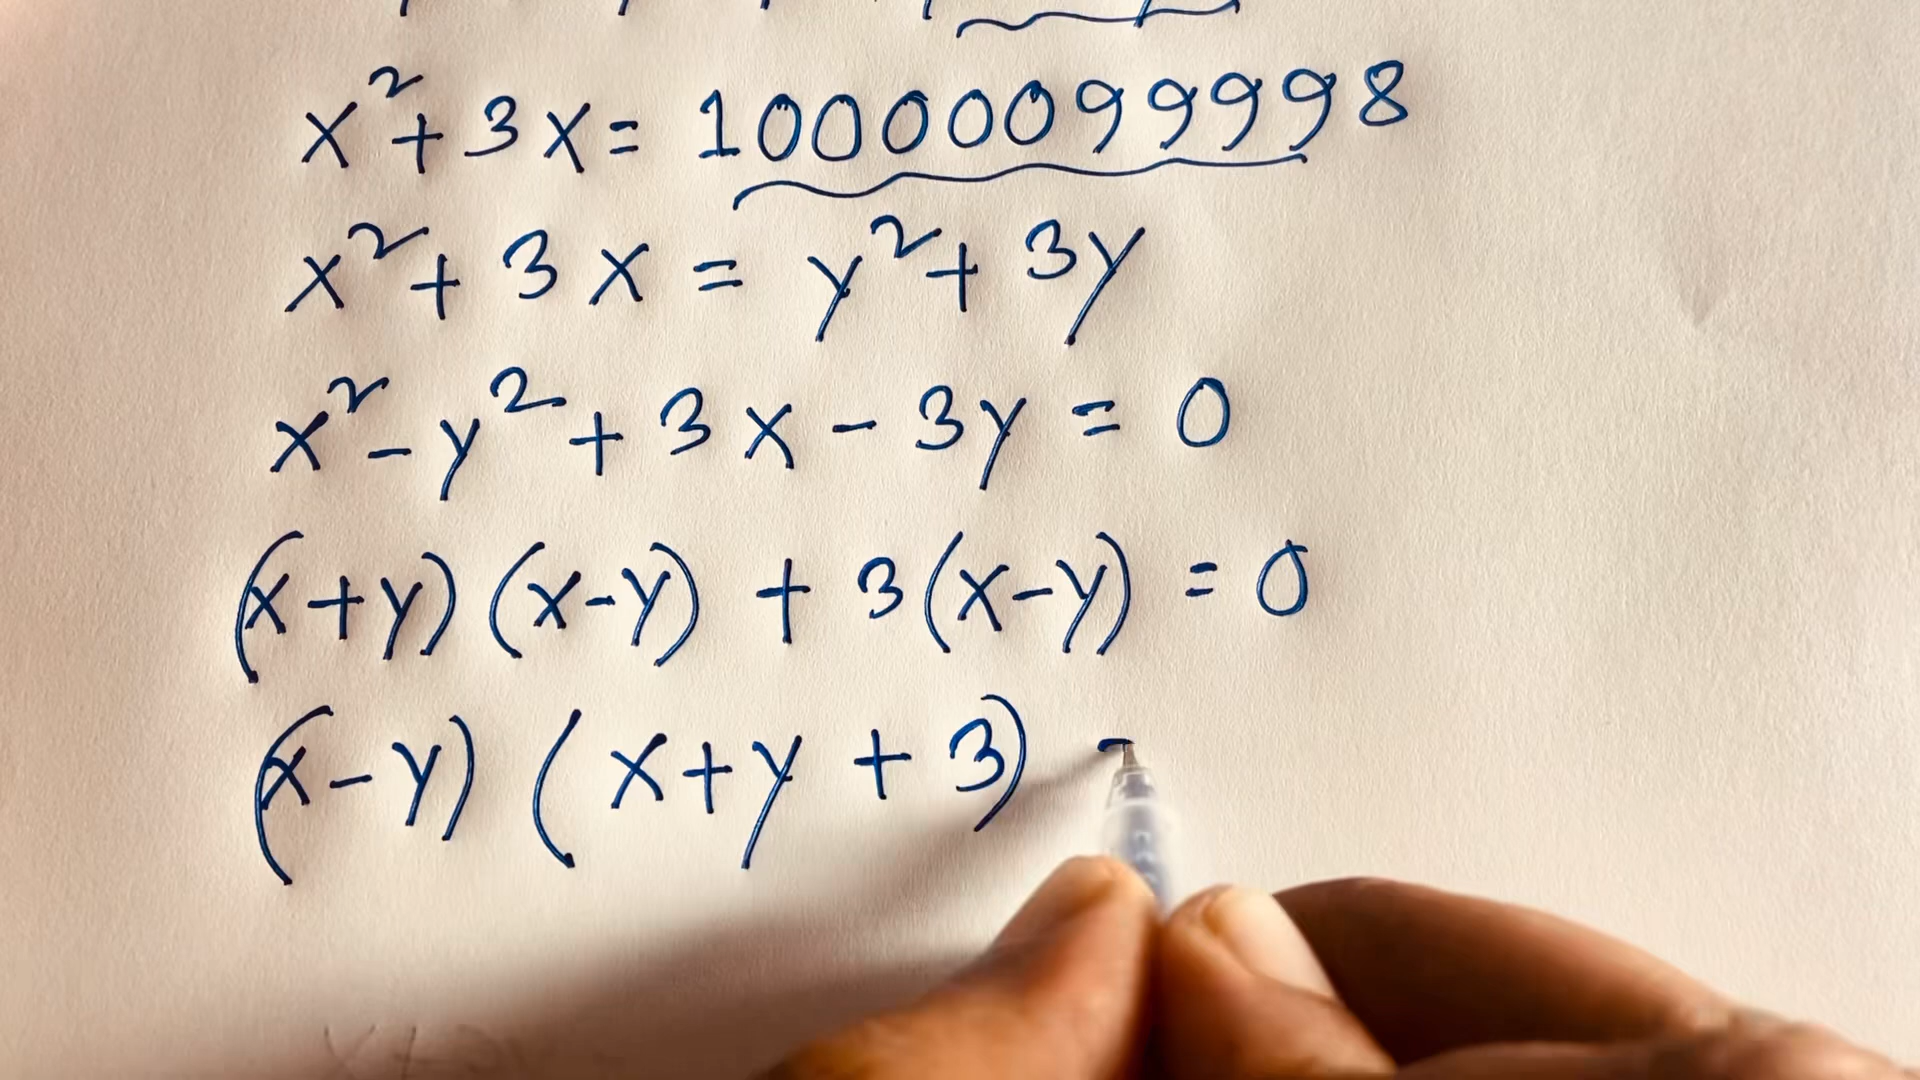 x²+3x= 10000099998
x²+3x = y²+3y
x²-y²+3x-3y = 0
(x+y)(x-y) + 3(x-y) = 0
(x-y)(x+y+3)